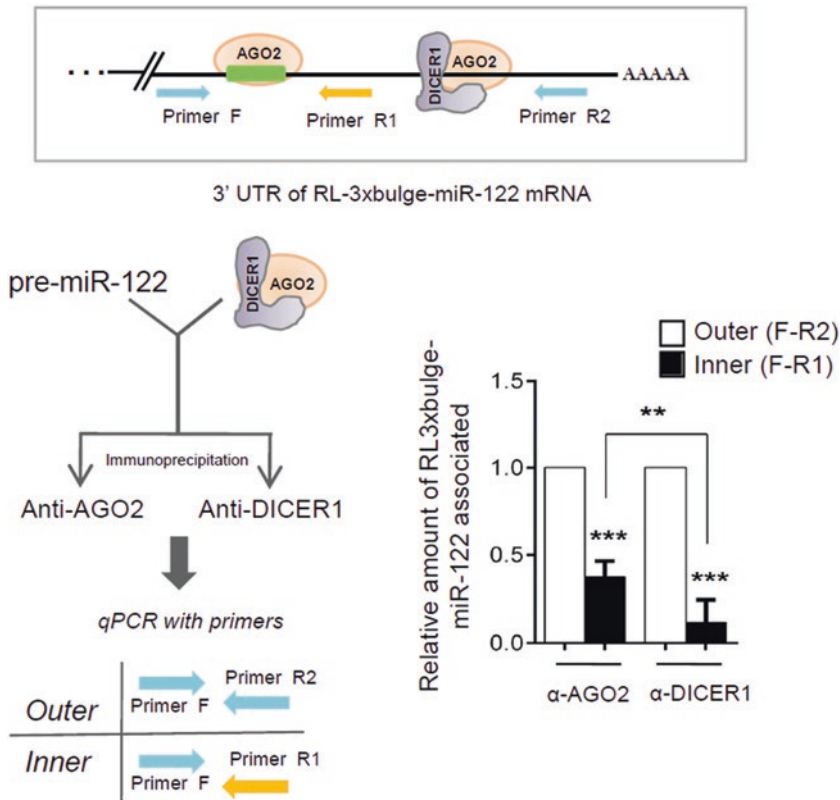 AGO2
DICER1
AGO2
AAAAA
Primer F
Primer R1
Primer R2
3' UTR of RL-3xbulge-miR-122 mRNA
pre-miR-122
DICER1
AGO2
Immunoprecipitation
Anti-AGO2
Anti-DICER1
qPCR with primers
Outer
Primer F
Primer R2
Inner
Primer F
Primer R1
Outer (F-R2)
Inner (F-R1)
Relative amount of RL3xbulge-
miR-122 associated
1.5
1.0
0.5
0.0
**
***
***
α-AGO2
α-DICER1